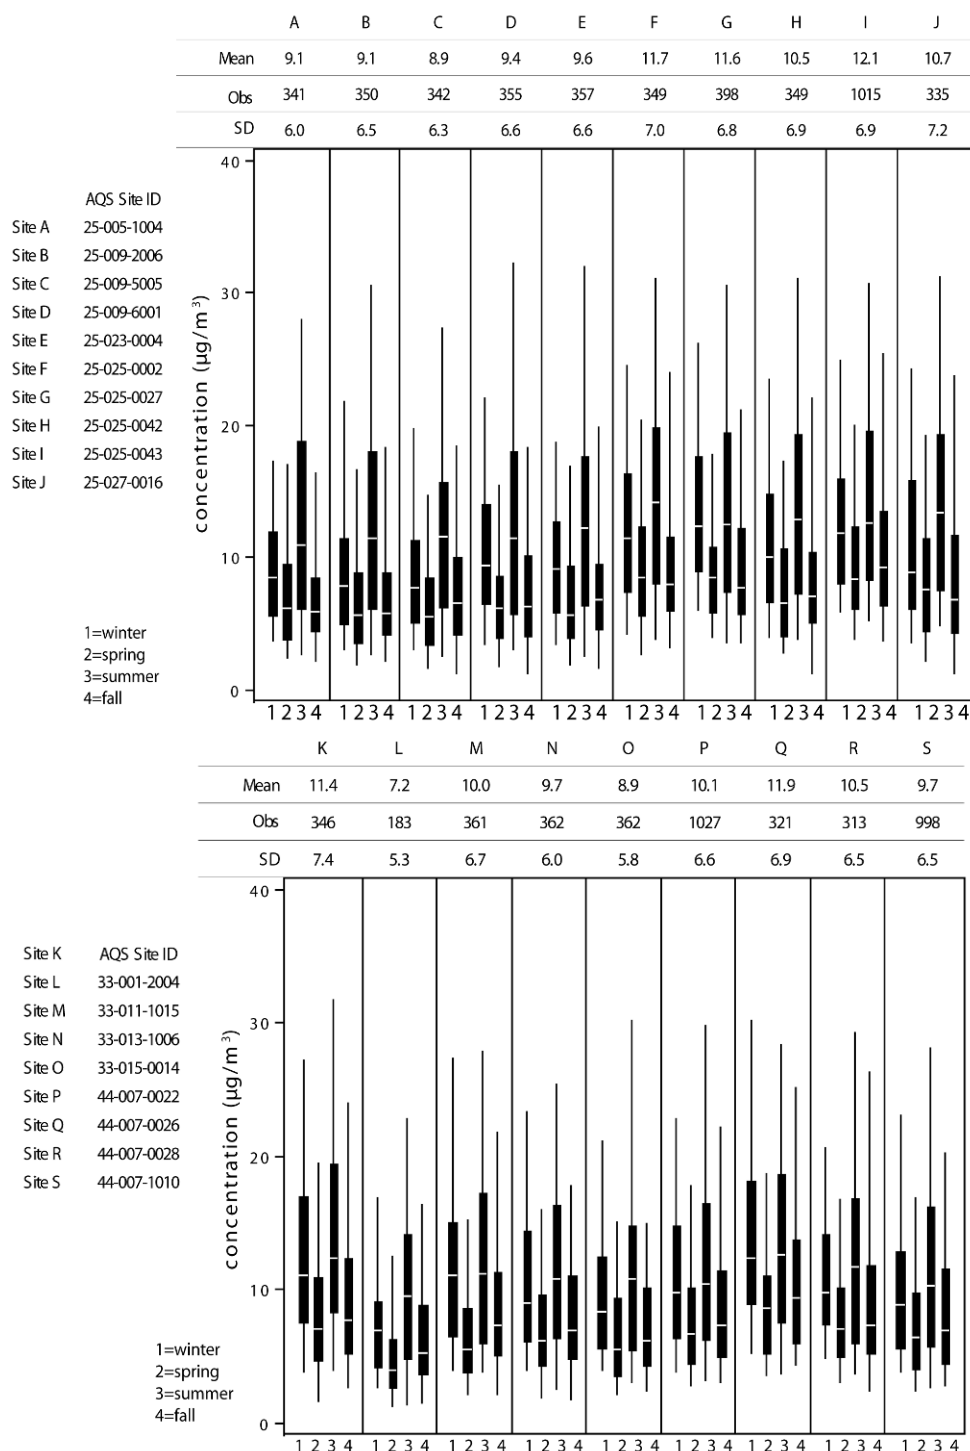 A B C D E F G H I J
Mean 9.1 9.1 8.9 9.4 9.6 11.7 11.6 10.5 12.1 10.7
Obs 341 350 342 355 357 349 398 349 1015 335
SD 6.0 6.5 6.3 6.6 6.6 7.0 6.8 6.9 6.9 7.2
AQS Site ID
Site A 25-005-1004
Site B 25-009-2006
Site C 25-009-5005
Site D 25-009-6001
Site E 25-023-0004
Site F 25-025-0002
Site G 25-025-0027
Site H 25-025-0042
Site I 25-025-0043
Site J 25-027-0016
1=winter
2=spring
3=summer
4=fall
concentration (µg/m³)
40
30
20
10
0
1 2 3 4 1 2 3 4 1 2 3 4 1 2 3 4 1 2 3 4 1 2 3 4 1 2 3 4 1 2 3 4 1 2 3 4 1 2 3 4
K L M N O P Q R S
Mean 11.4 7.2 10.0 9.7 8.9 10.1 11.9 10.5 9.7
Obs 346 183 361 362 362 1027 321 313 998
SD 7.4 5.3 6.7 6.0 5.8 6.6 6.9 6.5 6.5
Site K AQS Site ID
Site L 33-001-2004
Site M 33-011-1015
Site N 33-013-1006
Site O 33-015-0014
Site P 44-007-0022
Site Q 44-007-0026
Site R 44-007-0028
Site S 44-007-1010
1=winter
2=spring
3=summer
4=fall
concentration (µg/m³)
40
30
20
10
0
1 2 3 4 1 2 3 4 1 2 3 4 1 2 3 4 1 2 3 4 1 2 3 4 1 2 3 4 1 2 3 4 1 2 3 4